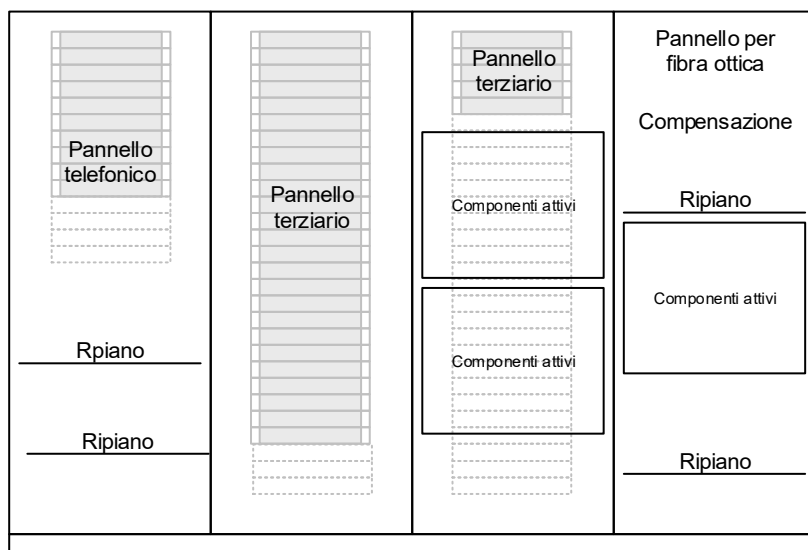 Pannello
telefonico
Rpiano
Ripiano
Pannello
terziario
Pannello
terziario
Componenti attivi
Componenti attivi
Pannello per
fibra ottica
Compensazione
Ripiano
Componenti attivi
Ripiano